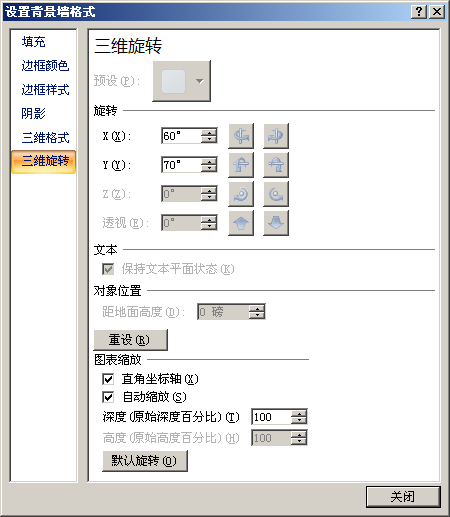 设置背景墙格式
填充
边框颜色
边框样式
阴影
三维格式
三维旋转
三维旋转
预设(P):
旋转
X(X): 60°
Y(Y): 70°
Z(Z): 0°
透视(E): 0°
文本
保持文本平面状态(K)
对象位置
距地面高度(D): 0 磅
重设(R)
图表缩放
直角坐标轴(X)
自动缩放(S)
深度(原始深度百分比)(T) 100
高度(原始高度百分比)(H) 100
默认旋转(O)
关闭